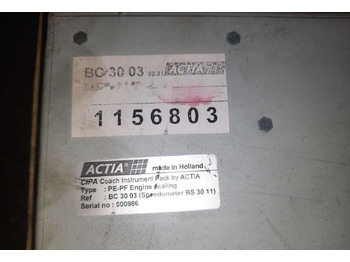 BC 30 03
1156803
ACTIA made in Holland
CIPA Coach Instrument Pack by ACTIA
Type : PE-PF Engine Scaling
Ref : BC 30 03 (Speedometer BS 30 11)
Serial no : 000986